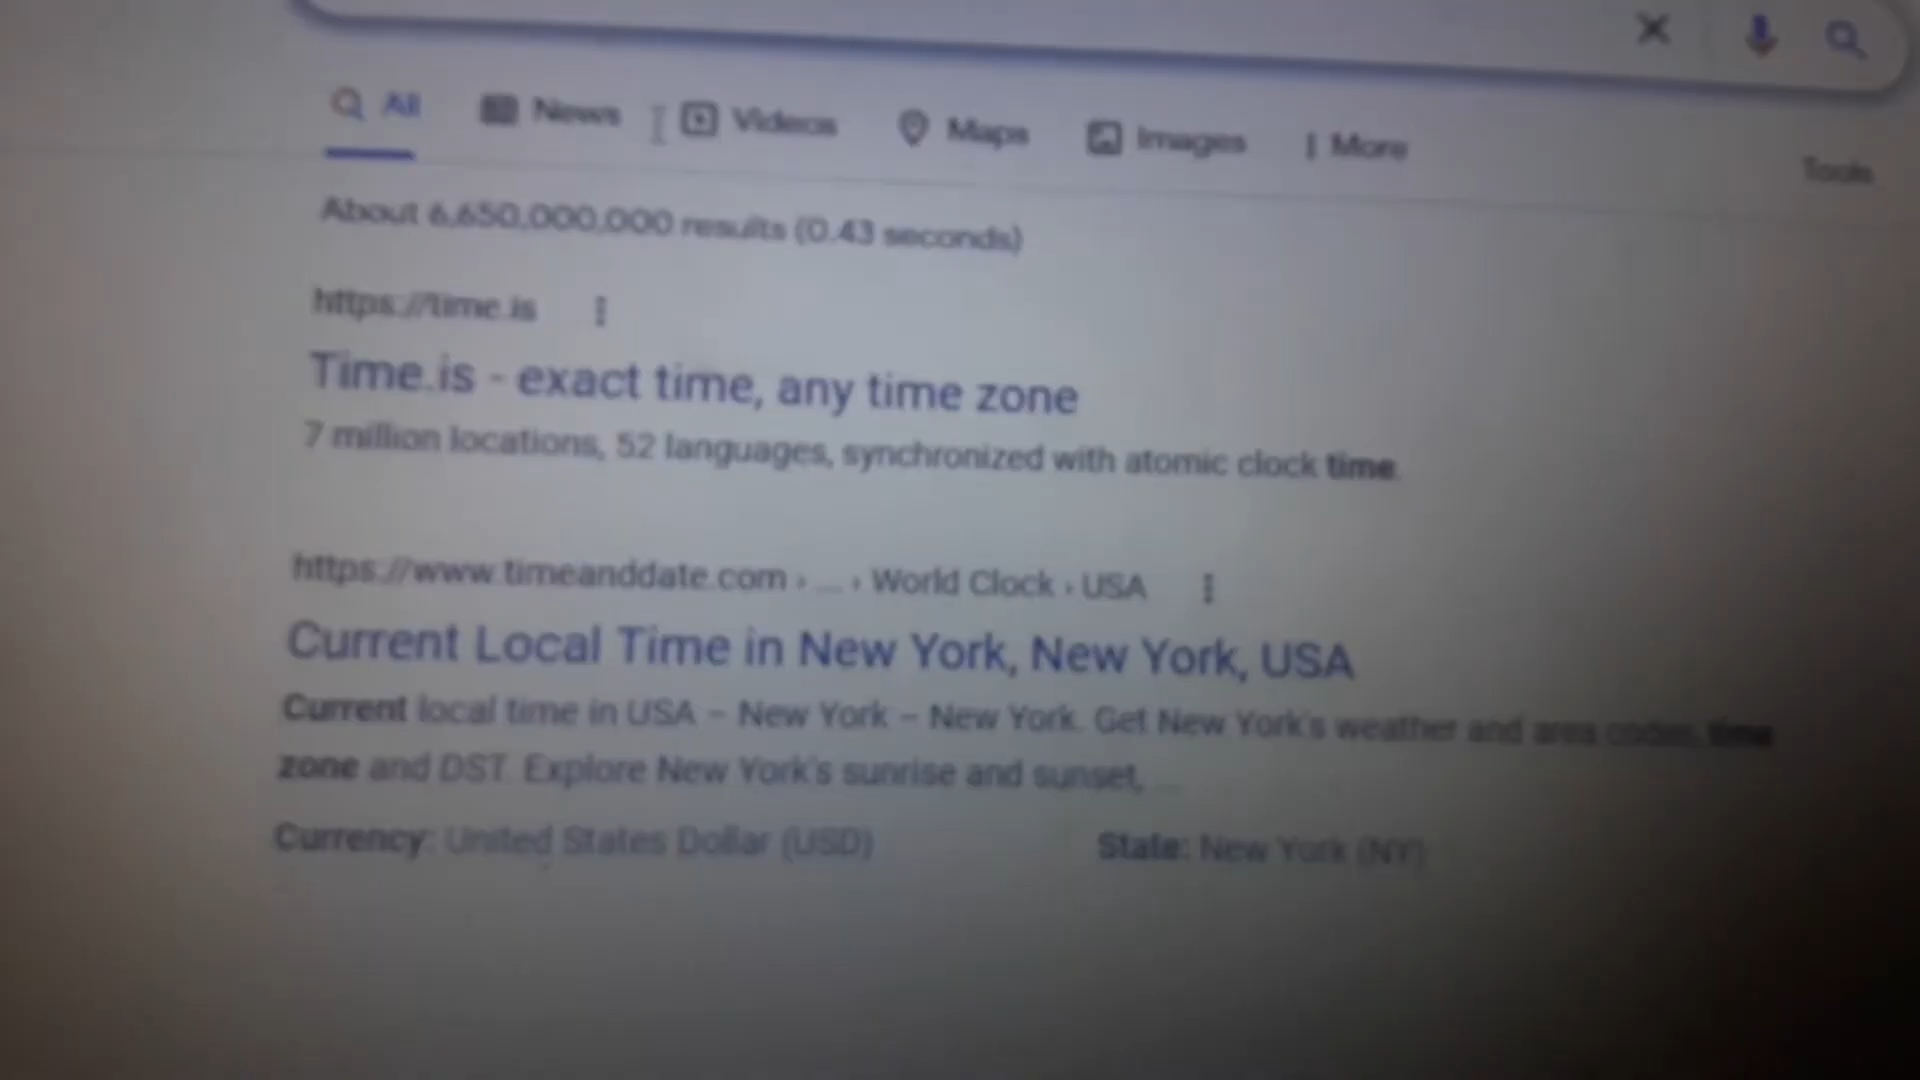 All News Videos Maps Images More Tools
About 6,650,000,000 results (0.43 seconds)
https://time.is
Time.is - exact time, any time zone
7 million locations, 52 languages, synchronized with atomic clock time.
https://www.timeanddate.com › ... › World Clock › USA
Current Local Time in New York, New York, USA
Current local time in USA – New York – New York. Get New York's weather and area codes, time
zone and DST. Explore New York's sunrise and sunset, ...
Currency: United States Dollar (USD) State: New York (NY)